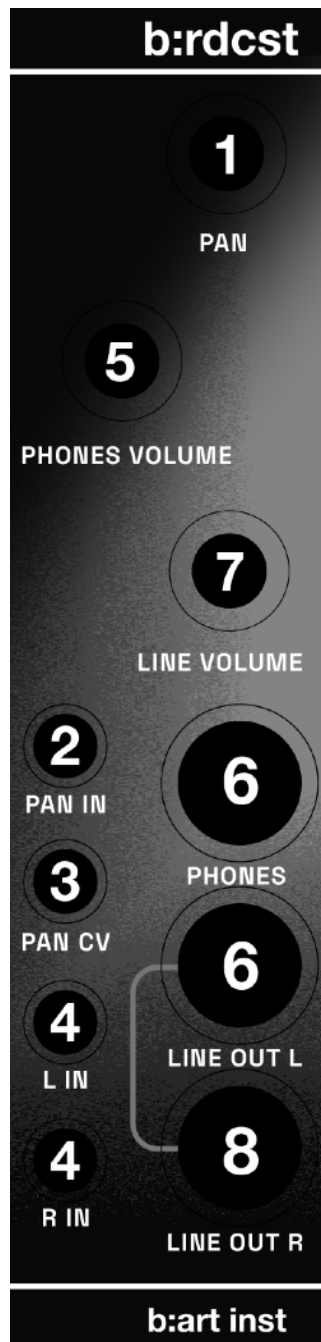 b:rdcst
1
PAN
5
PHONES VOLUME
7
LINE VOLUME
2
PAN IN
6
PHONES
3
PAN CV
6
LINE OUT L
4
L IN
8
LINE OUT R
4
R IN
b:art inst